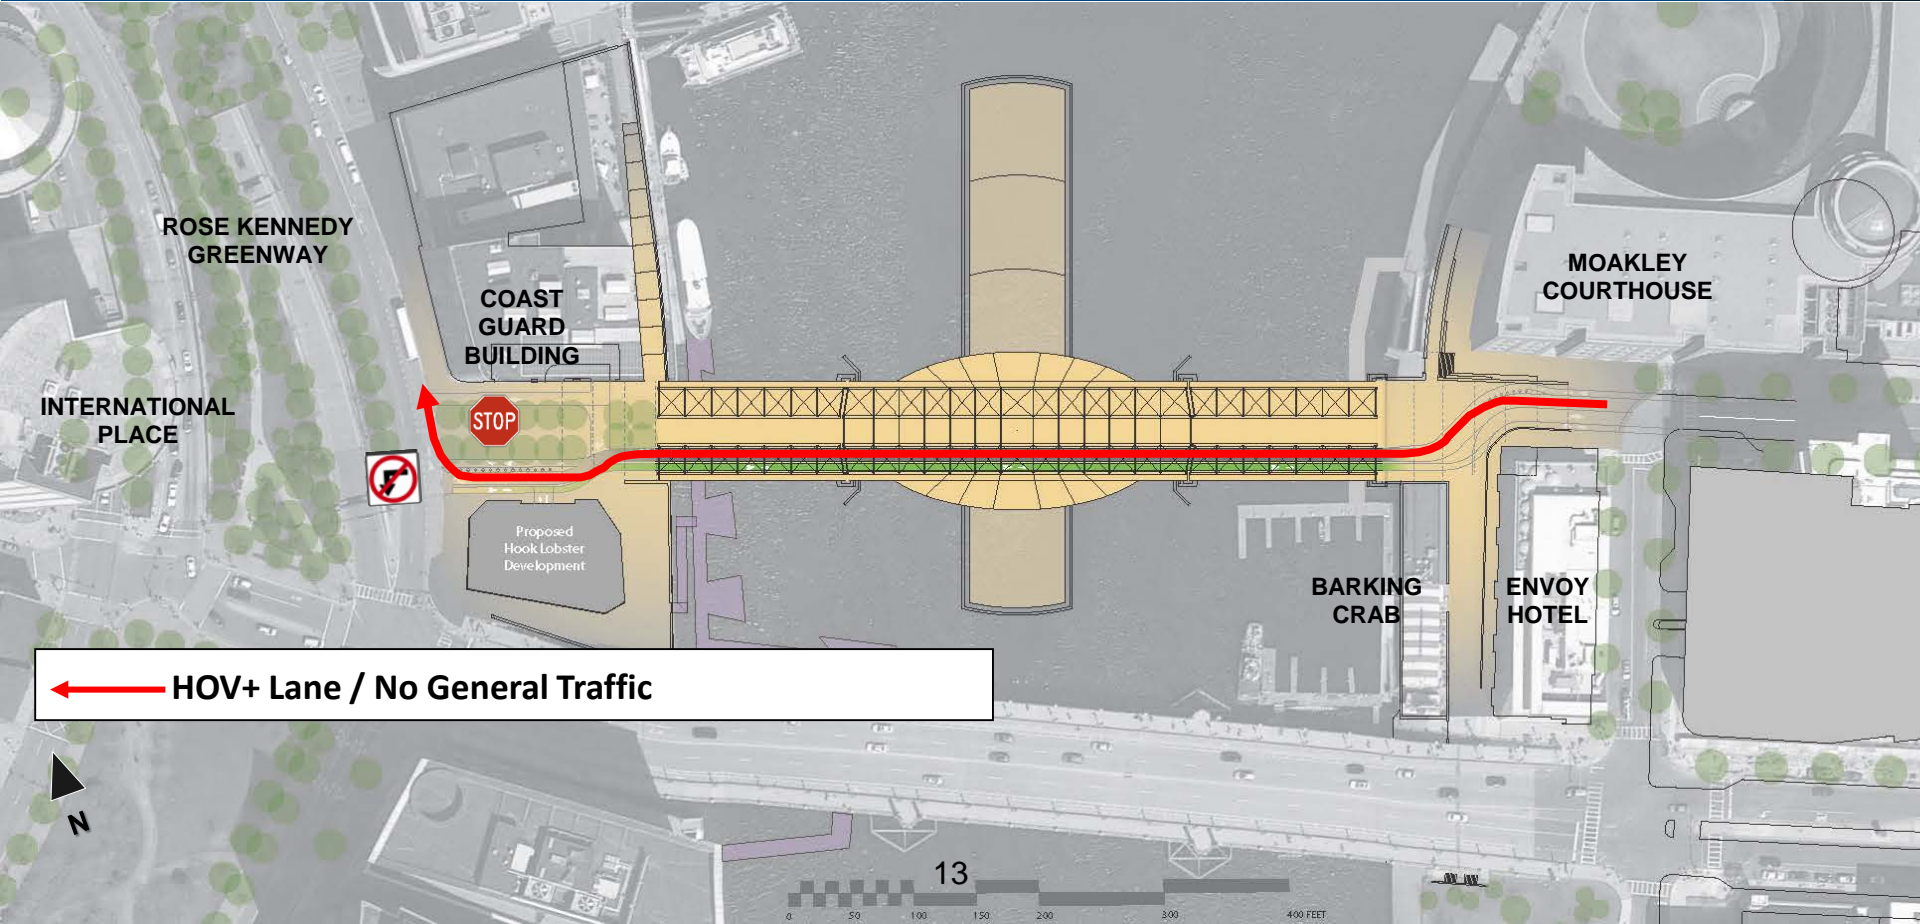 ROSE KENNEDY
GREENWAY
COAST
GUARD
BUILDING
MOAKLEY
COURTHOUSE
INTERNATIONAL
PLACE
STOP
Proposed
Hook Lobster
Development
BARKING
CRAB
ENVOY
HOTEL
HOV+ Lane / No General Traffic
N
13
0 50 100 150 200 300 400 FEET